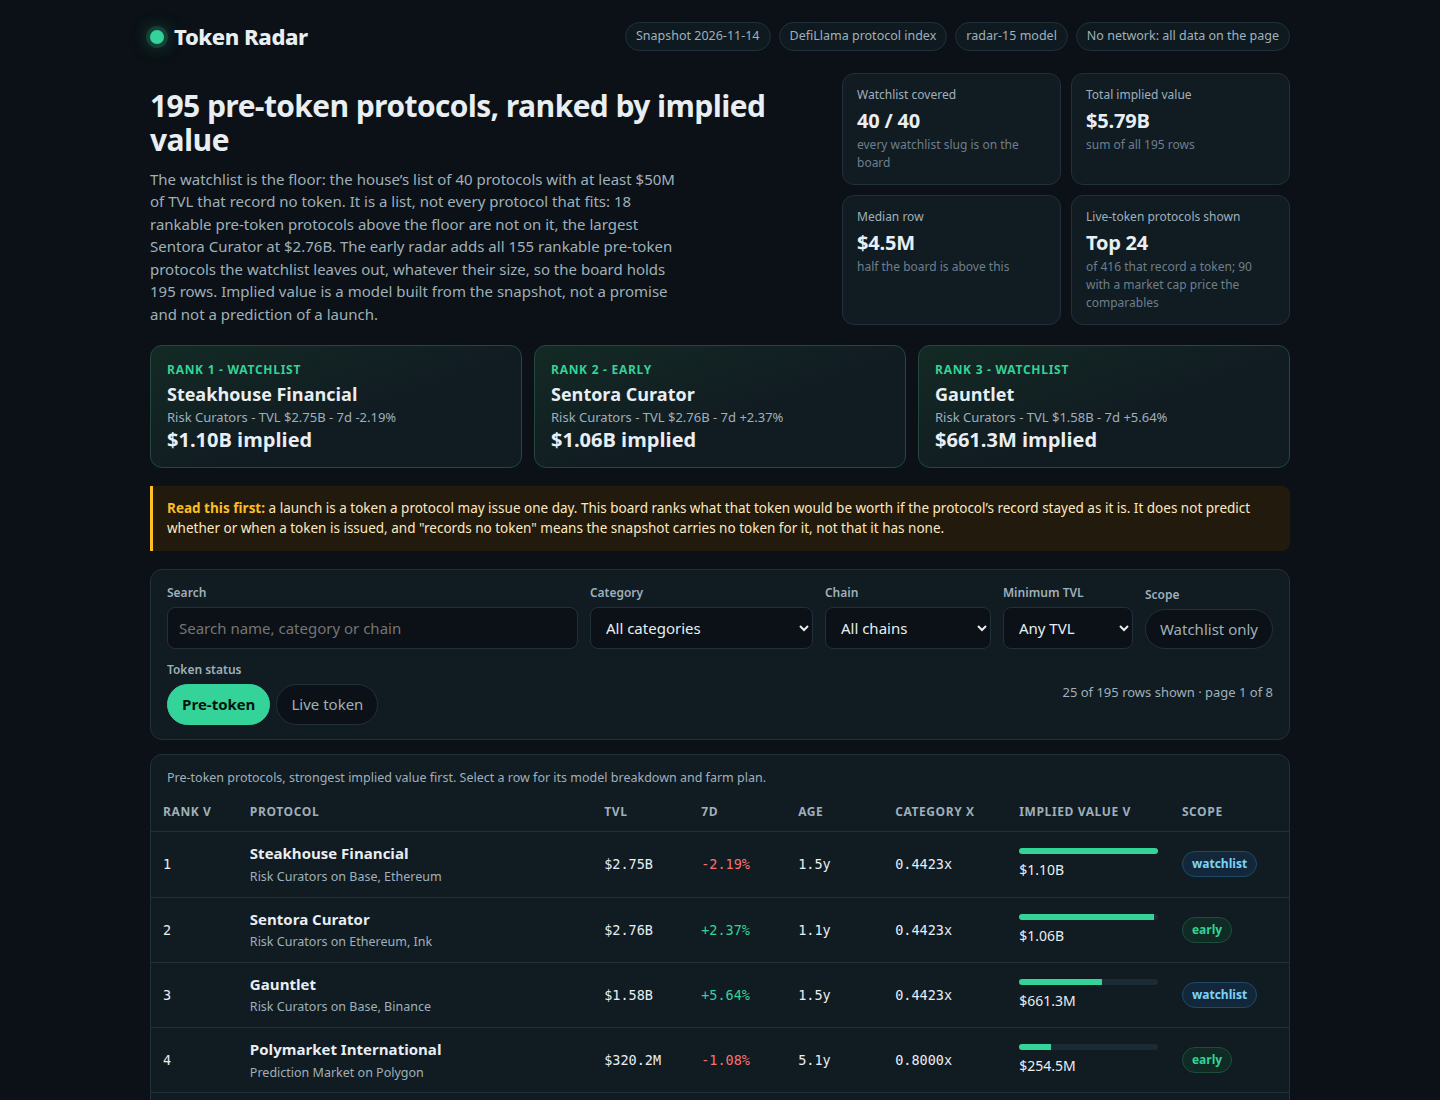 Token Radar
Snapshot 2026-11-14
DefiLlama protocol index
radar-15 model
No network: all data on the page
195 pre-token protocols, ranked by implied
value
The watchlist is the floor: the house's list of 40 protocols with at least $50M
of TVL that record no token. It is a list, not every protocol that fits: 18
rankable pre-token protocols above the floor are not on it, the largest
Sentora Curator at $2.76B. The early radar adds all 155 rankable pre-token
protocols the watchlist leaves out, whatever their size, so the board holds
195 rows. Implied value is a model built from the snapshot, not a promise
and not a prediction of a launch.
Watchlist covered
40 / 40
every watchlist slug is on the
board
Total implied value
$5.79B
sum of all 195 rows
Median row
$4.5M
half the board is above this
Live-token protocols shown
Top 24
of 416 that record a token; 90
with a market cap price the
comparables
RANK 1 - WATCHLIST
Steakhouse Financial
Risk Curators - TVL $2.75B - 7d -2.19%
$1.10B implied
RANK 2 - EARLY
Sentora Curator
Risk Curators - TVL $2.76B - 7d +2.37%
$1.06B implied
RANK 3 - WATCHLIST
Gauntlet
Risk Curators - TVL $1.58B - 7d +5.64%
$661.3M implied
Read this first: a launch is a token a protocol may issue one day. This board ranks what that token would be worth if the protocol's record stayed as it is. It does not predict
whether or when a token is issued, and "records no token" means the snapshot carries no token for it, not that it has none.
Search
Search name, category or chain
Category
All categories
Chain
All chains
Minimum TVL
Any TVL
Scope
Watchlist only
Token status
Pre-token
Live token
25 of 195 rows shown · page 1 of 8
Pre-token protocols, strongest implied value first. Select a row for its model breakdown and farm plan.
RANK V PROTOCOL TVL 7D AGE CATEGORY X IMPLIED VALUE V SCOPE
1 Steakhouse Financial $2.75B -2.19% 1.5y 0.4423x $1.10B watchlist
Risk Curators on Base, Ethereum
2 Sentora Curator $2.76B +2.37% 1.1y 0.4423x $1.06B early
Risk Curators on Ethereum, Ink
3 Gauntlet $1.58B +5.64% 1.5y 0.4423x $661.3M watchlist
Risk Curators on Base, Binance
4 Polymarket International $320.2M -1.08% 5.1y 0.8000x $254.5M early
Prediction Market on Polygon